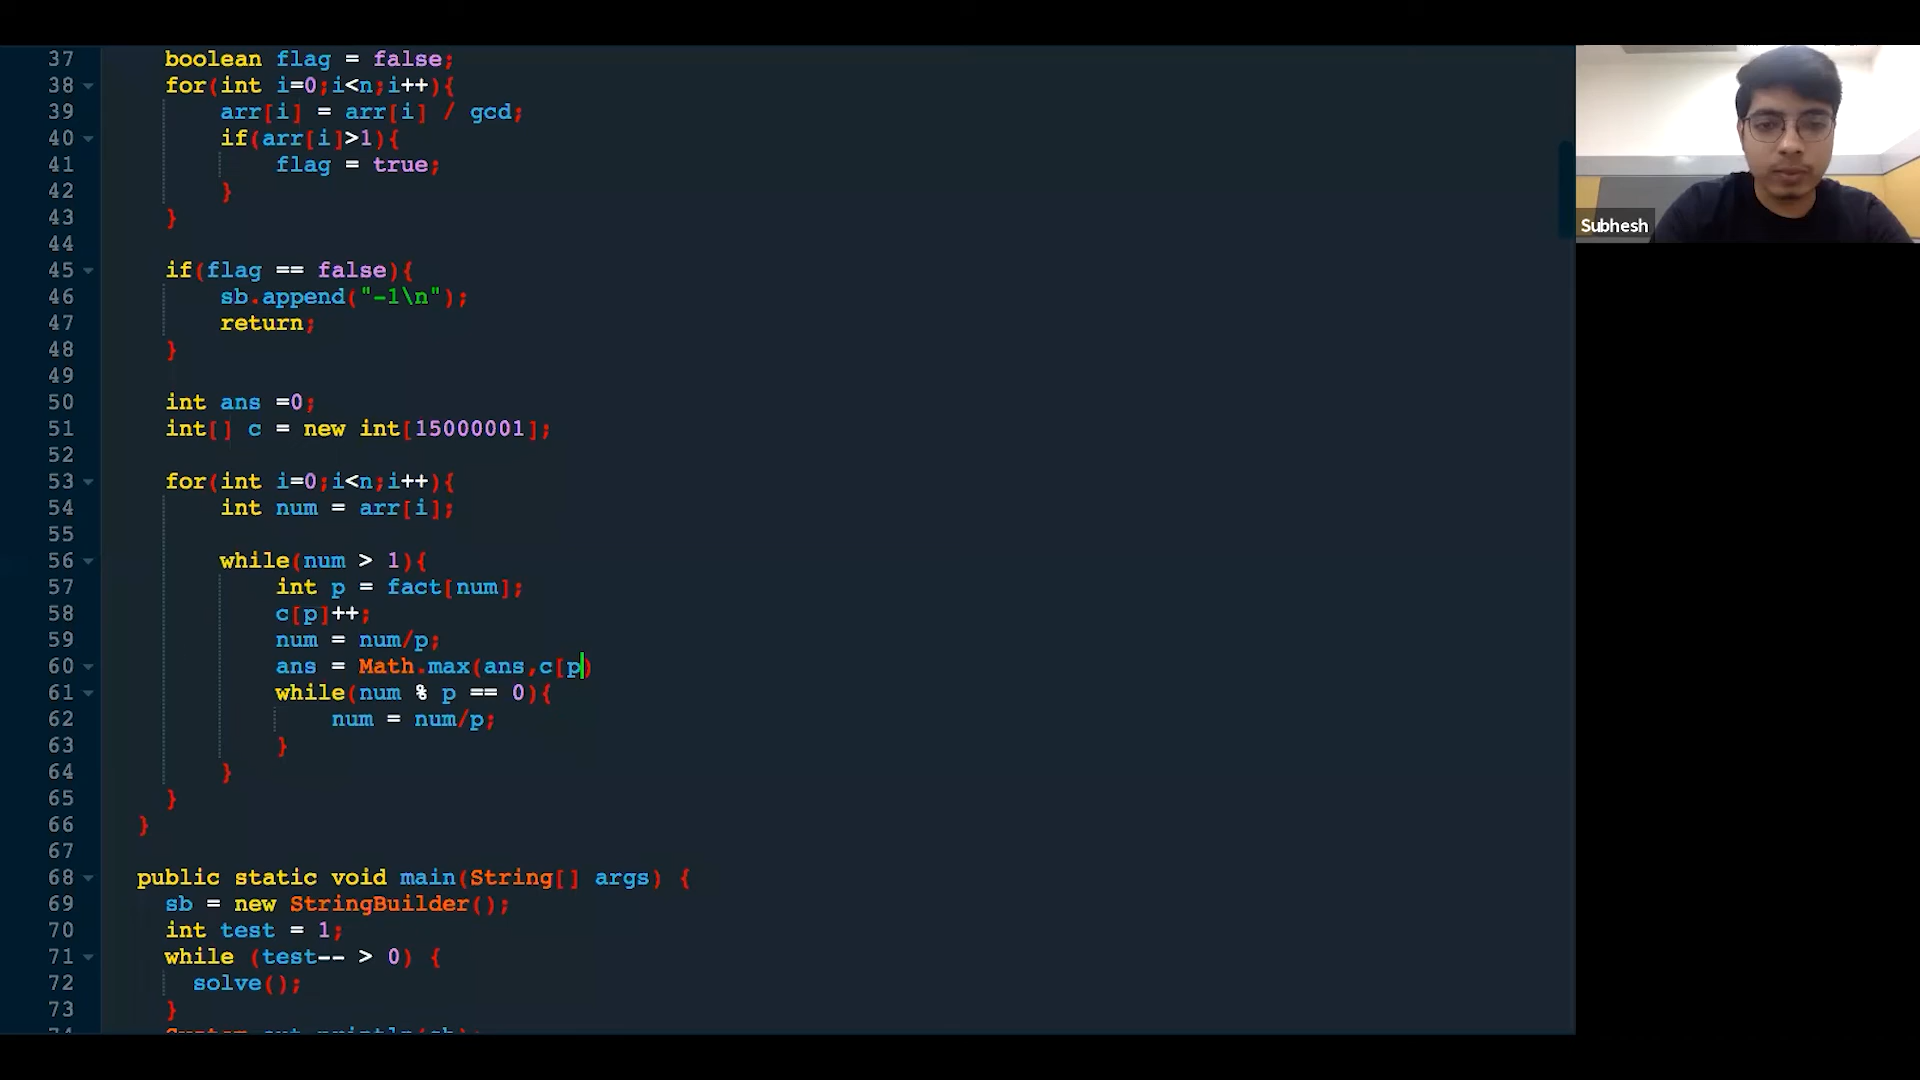 37 boolean flag = false;
38 for(int i=0;i<n;i++){
39 arr[i] = arr[i] / gcd;
40 if(arr[i]>1){
41 flag = true;
42 }
43 }
44
45 if(flag == false){
46 sb.append("-1\n");
47 return;
48 }
49
50 int ans =0;
51 int[] c = new int[15000001];
52
53 for(int i=0;i<n;i++){
54 int num = arr[i];
55
56 while(num > 1){
57 int p = fact[num];
58 c[p]++;
59 num = num/p;
60 ans = Math.max(ans,c[p)
61 while(num % p == 0){
62 num = num/p;
63 }
64 }
65 }
66 }
67
68 public static void main(String[] args) {
69 sb = new StringBuilder();
70 int test = 1;
71 while (test-- > 0) {
72 solve();
73 }
74 System.out.println(sb);
Subhesh